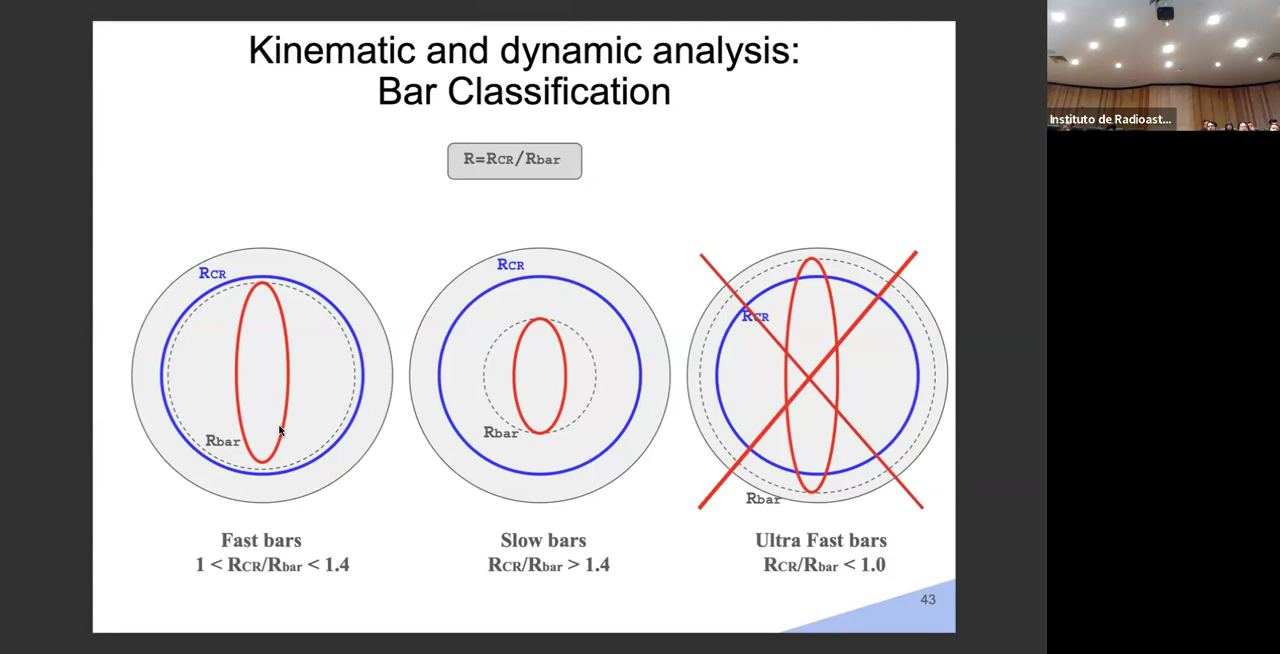 Kinematic and dynamic analysis:
Bar Classification
R=RCR/Rbar
RCR
Rbar
RCR
Rbar
RCR
Rbar
Fast bars
1 < RCR/Rbar < 1.4
Slow bars
RCR/Rbar > 1.4
Ultra Fast bars
RCR/Rbar < 1.0
43
Instituto de Radioast...